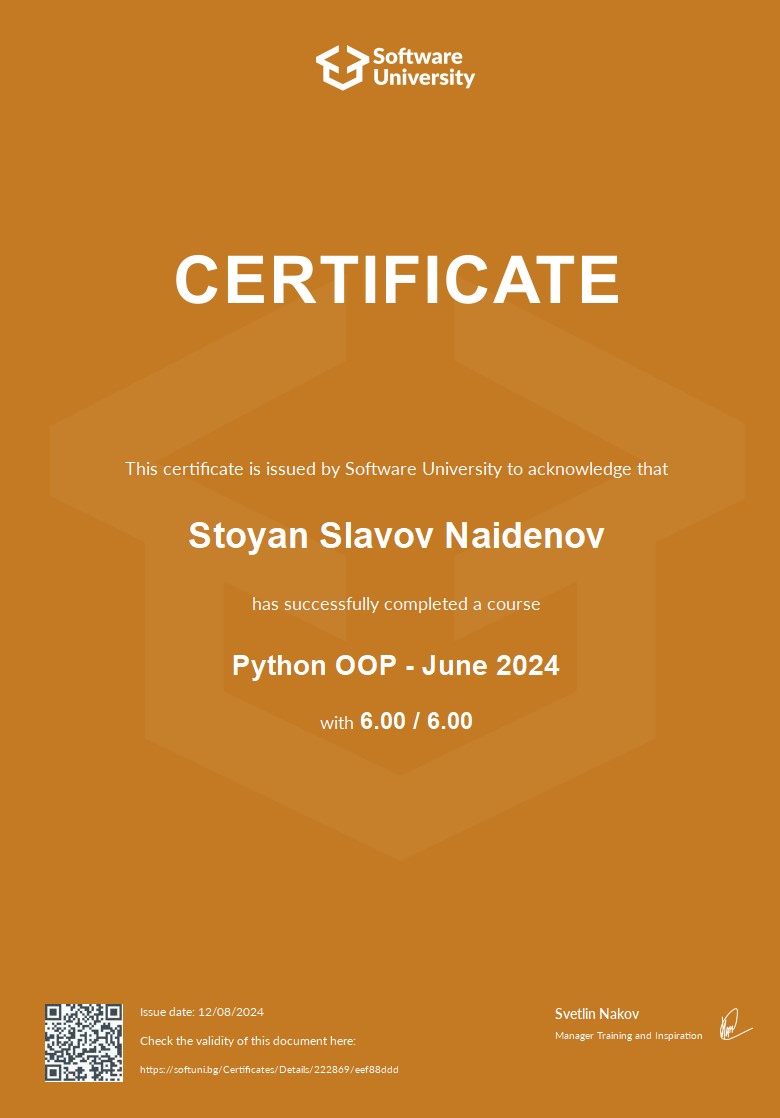 Software
University
CERTIFICATE
This certificate is issued by Software University to acknowledge that
Stoyan Slavov Naidenov
has successfully completed a course
Python OOP - June 2024
with 6.00 / 6.00
Issue date: 12/08/2024
Check the validity of this document here:
https://softuni.bg/Certificates/Details/222869/eef88ddd
Svetlin Nakov
Manager Training and Inspiration